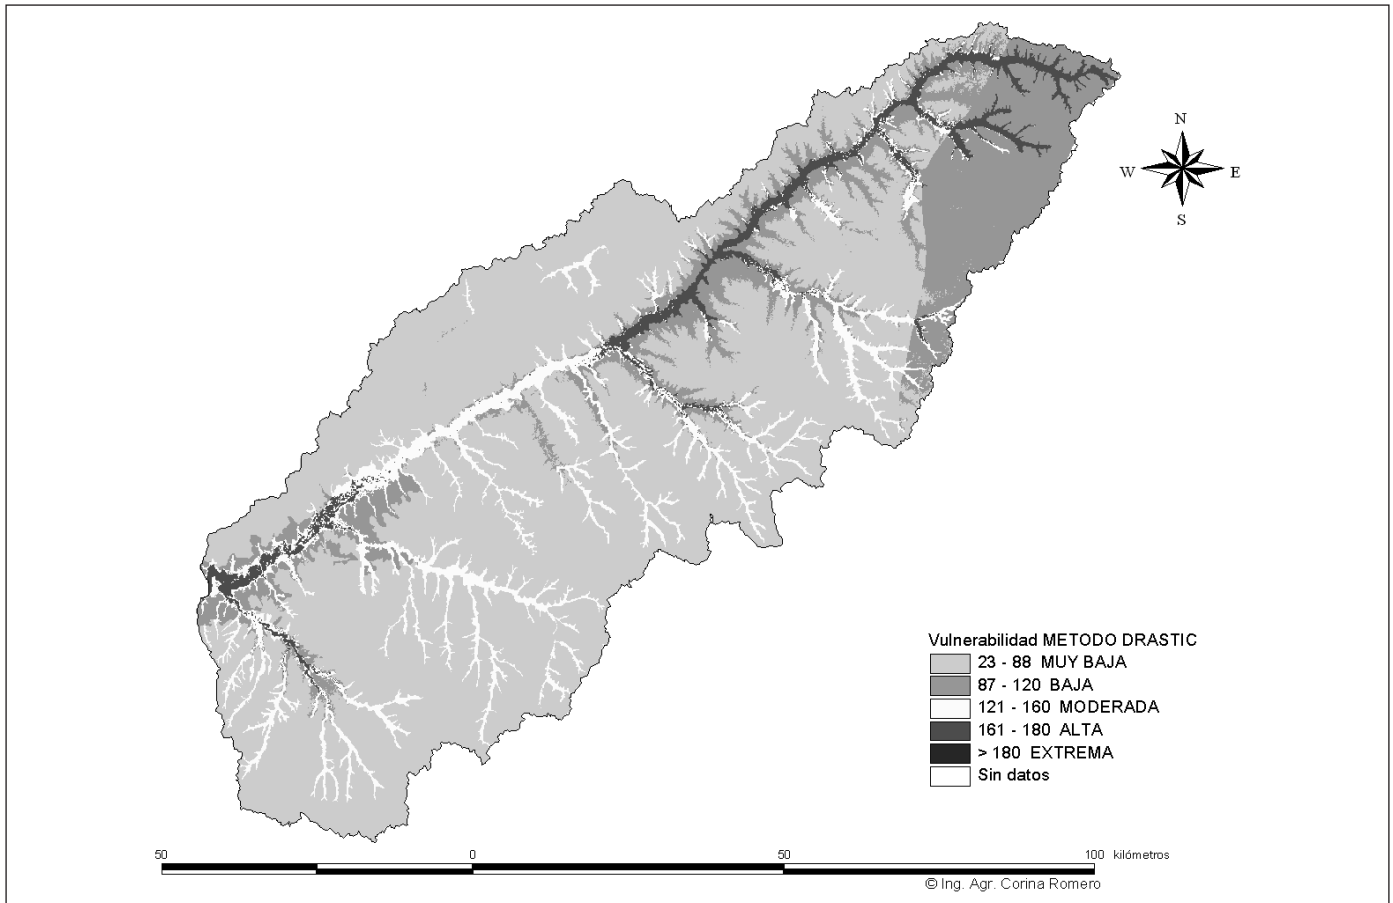 N
W E
S
Vulnerabilidad METODO DRASTIC
23 - 88 MUY BAJA
87 - 120 BAJA
121 - 160 MODERADA
161 - 180 ALTA
> 180 EXTREMA
Sin datos
50 0 50 100 kilómetros
© Ing. Agr. Corina Romero